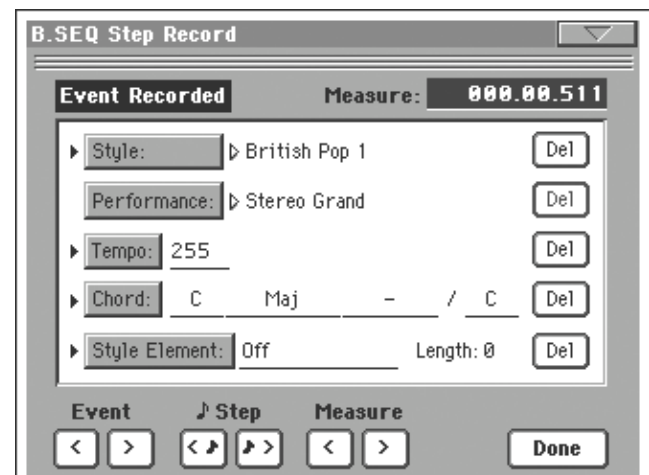 B.SEQ Step Record
Event Recorded Measure: 000.00.511
Style: British Pop 1 Del
Performance: Stereo Grand Del
Tempo: 255 Del
Chord: C Maj - / C Del
Style Element: Off Length: 0 Del
Event ♪ Step Measure
< > <♪ ♪> < > Done